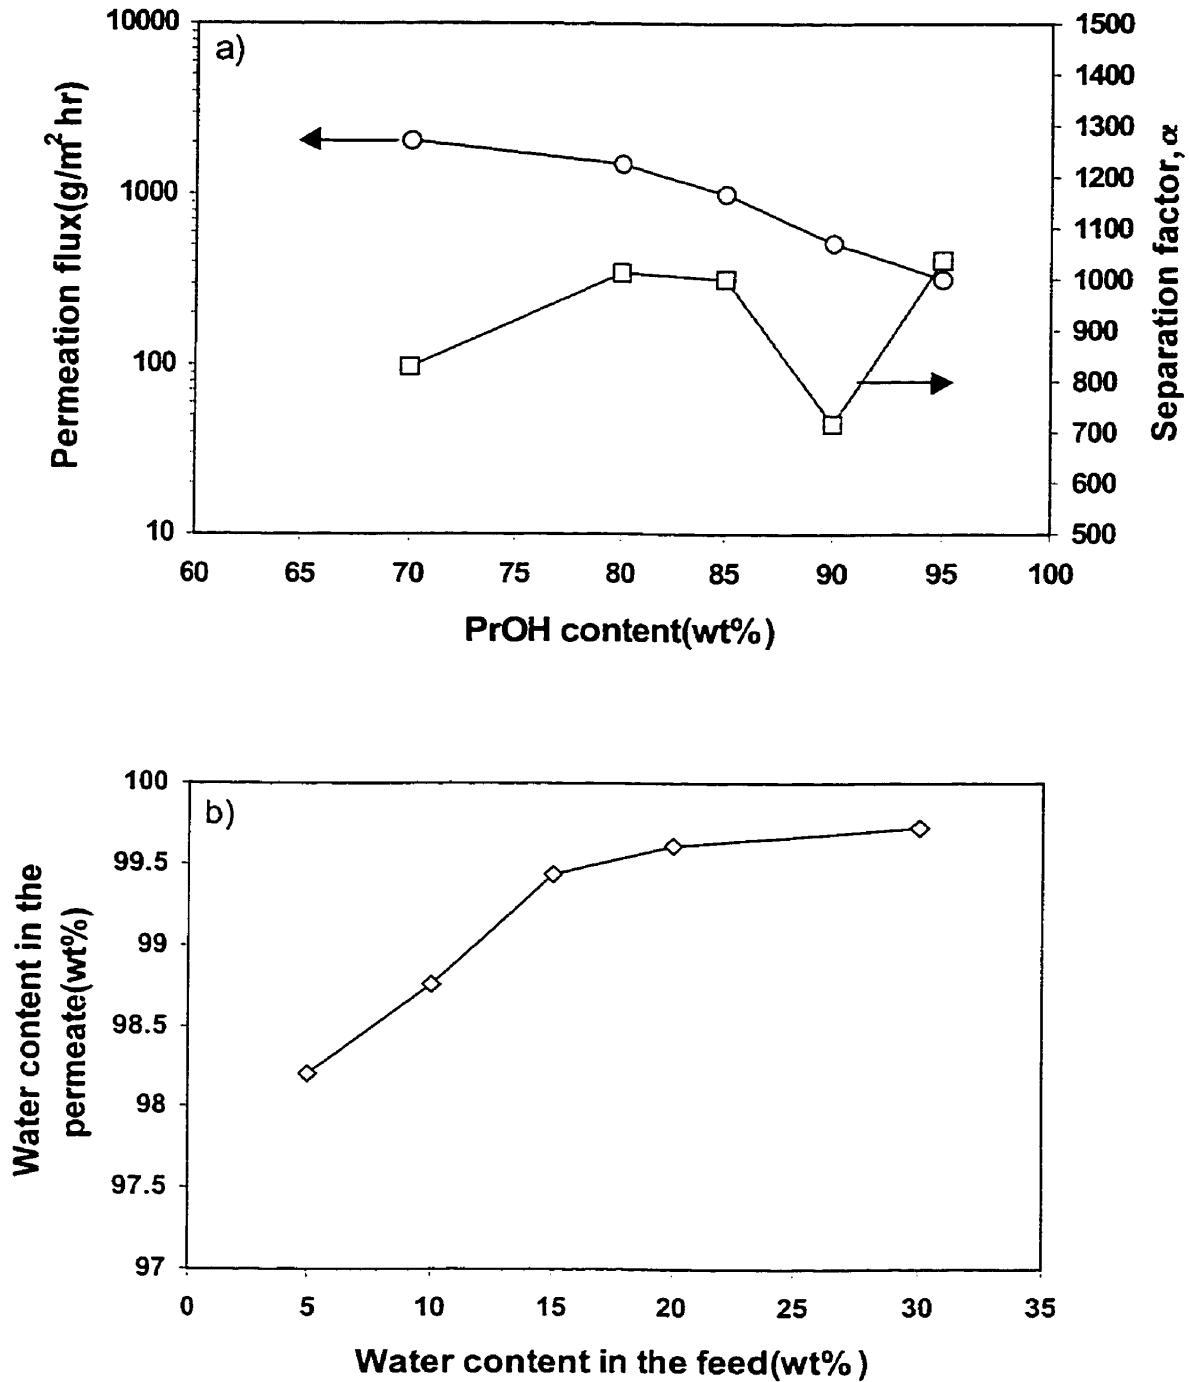 a)
10000
1000
100
10
Permeation flux(g/m² hr)
1500
1400
1300
1200
1100
1000
900
800
700
600
500
Separation factor, α
60 65 70 75 80 85 90 95 100
PrOH content(wt%)
b)
100
99.5
99
98.5
98
97.5
97
Water content in the
permeate(wt%)
0 5 10 15 20 25 30 35
Water content in the feed(wt%)